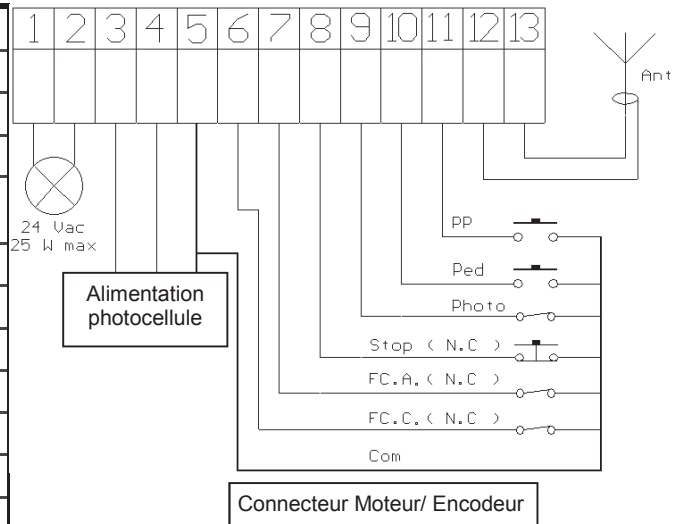 1 2 3 4 5 6 7 8 9 10 11 12 13
Ant
24 Vac
25 W max
Alimentation
photocellule
PP
Ped
Photo
Stop ( N.C )
FC.A.( N.C )
FC.C.( N.C )
Com
Connecteur Moteur/ Encodeur